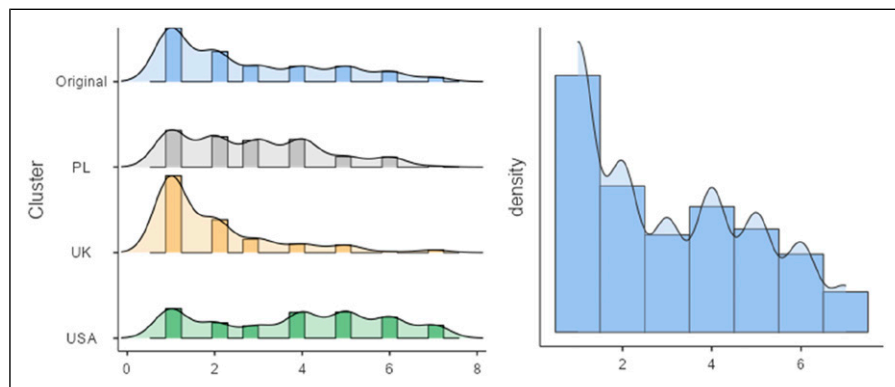 Cluster
Original
PL
UK
USA
0 2 4 6 8
density
2 4 6